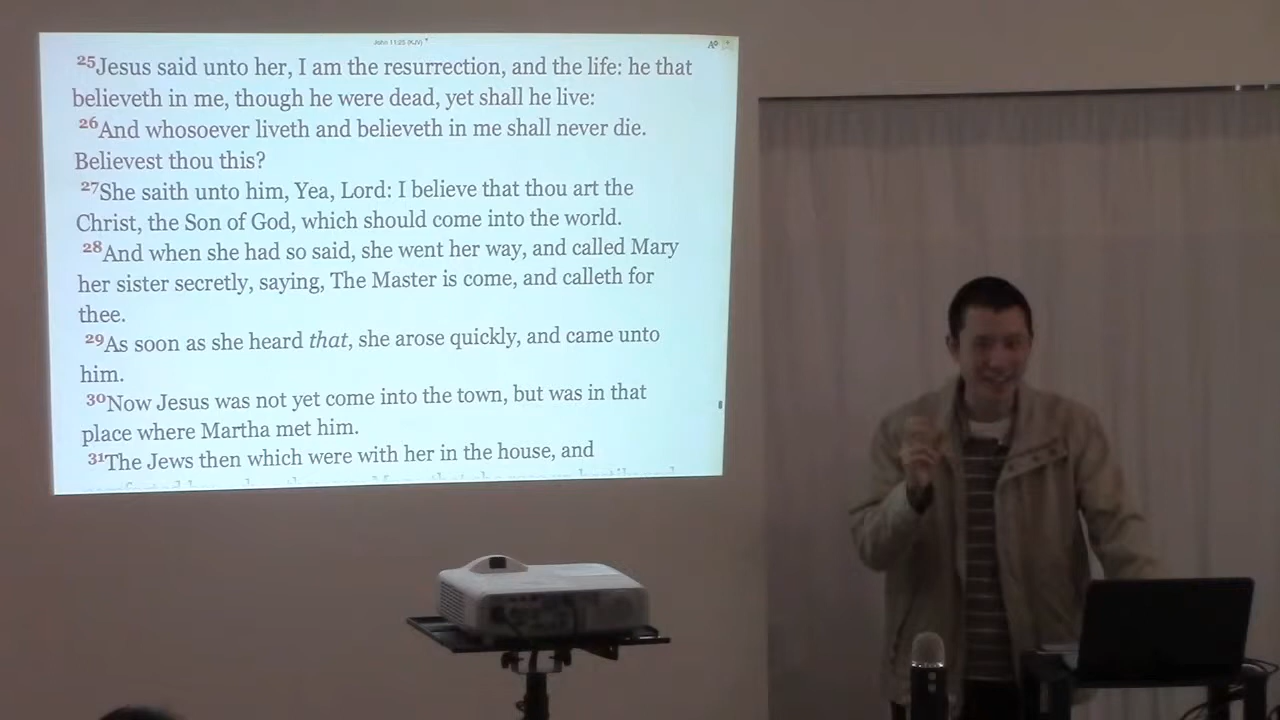 John 11:25 (KJV)
25Jesus said unto her, I am the resurrection, and the life: he that
believeth in me, though he were dead, yet shall he live:
26And whosoever liveth and believeth in me shall never die.
Believest thou this?
27She saith unto him, Yea, Lord: I believe that thou art the
Christ, the Son of God, which should come into the world.
28And when she had so said, she went her way, and called Mary
her sister secretly, saying, The Master is come, and calleth for
thee.
29As soon as she heard that, she arose quickly, and came unto
him.
30Now Jesus was not yet come into the town, but was in that
place where Martha met him.
31The Jews then which were with her in the house, and